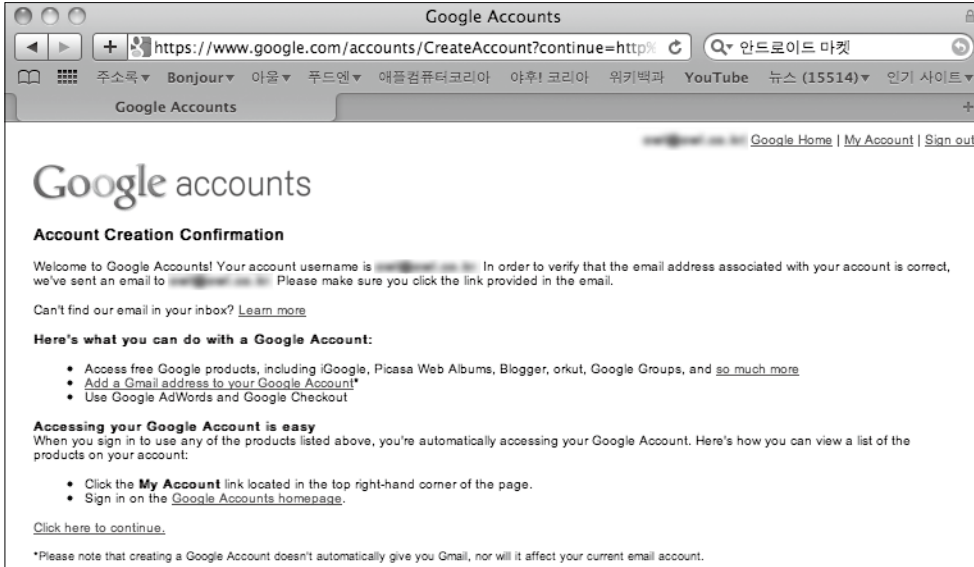 Google Accounts
https://www.google.com/accounts/CreateAccount?continue=http%
안드로이드 마켓
주소록 Bonjour 아울 푸드엔 애플컴퓨터코리아 야후! 코리아 위키백과 YouTube 뉴스 (15514) 인기 사이트
Google Accounts
Google Home | My Account | Sign out
Google accounts
Account Creation Confirmation
Welcome to Google Accounts! Your account username is In order to verify that the email address associated with your account is correct,
we've sent an email to Please make sure you click the link provided in the email.
Can't find our email in your inbox? Learn more
Here's what you can do with a Google Account:
• Access free Google products, including iGoogle, Picasa Web Albums, Blogger, orkut, Google Groups, and so much more
• Add a Gmail address to your Google Account*
• Use Google AdWords and Google Checkout
Accessing your Google Account is easy
When you sign in to use any of the products listed above, you're automatically accessing your Google Account. Here's how you can view a list of the
products on your account:
• Click the My Account link located in the top right-hand corner of the page.
• Sign in on the Google Accounts homepage.
Click here to continue.
*Please note that creating a Google Account doesn't automatically give you Gmail, nor will it affect your current email account.